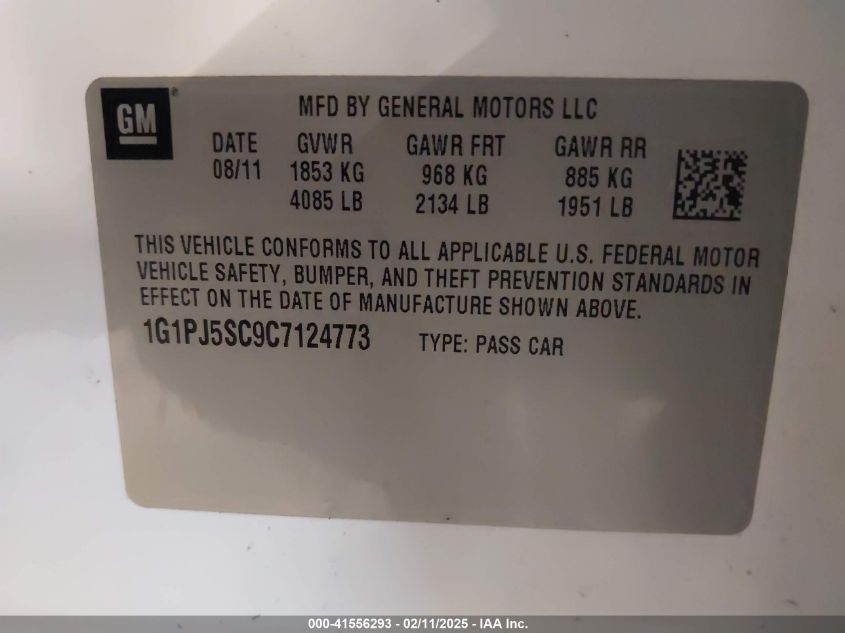 GM
MFD BY GENERAL MOTORS LLC
DATE GVWR GAWR FRT GAWR RR
08/11 1853 KG 968 KG 885 KG
4085 LB 2134 LB 1951 LB
THIS VEHICLE CONFORMS TO ALL APPLICABLE U.S. FEDERAL MOTOR
VEHICLE SAFETY, BUMPER, AND THEFT PREVENTION STANDARDS IN
EFFECT ON THE DATE OF MANUFACTURE SHOWN ABOVE.
1G1PJ5SC9C7124773 TYPE: PASS CAR
000-41556293 - 02/11/2025 - IAA Inc.